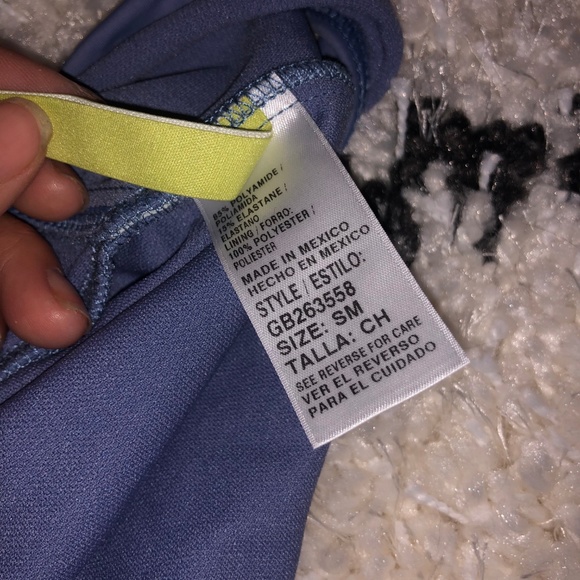 85% POLYAMIDE /
POLIAMIDA
15% ELASTANE /
ELASTANO
LINING / FORRO:
100% POLYESTER /
POLIESTER
MADE IN MEXICO
HECHO EN MEXICO
STYLE / ESTILO:
GB263558
SIZE: SM
TALLA: CH
SEE REVERSE FOR CARE
VER EL REVERSO
PARA EL CUIDADO